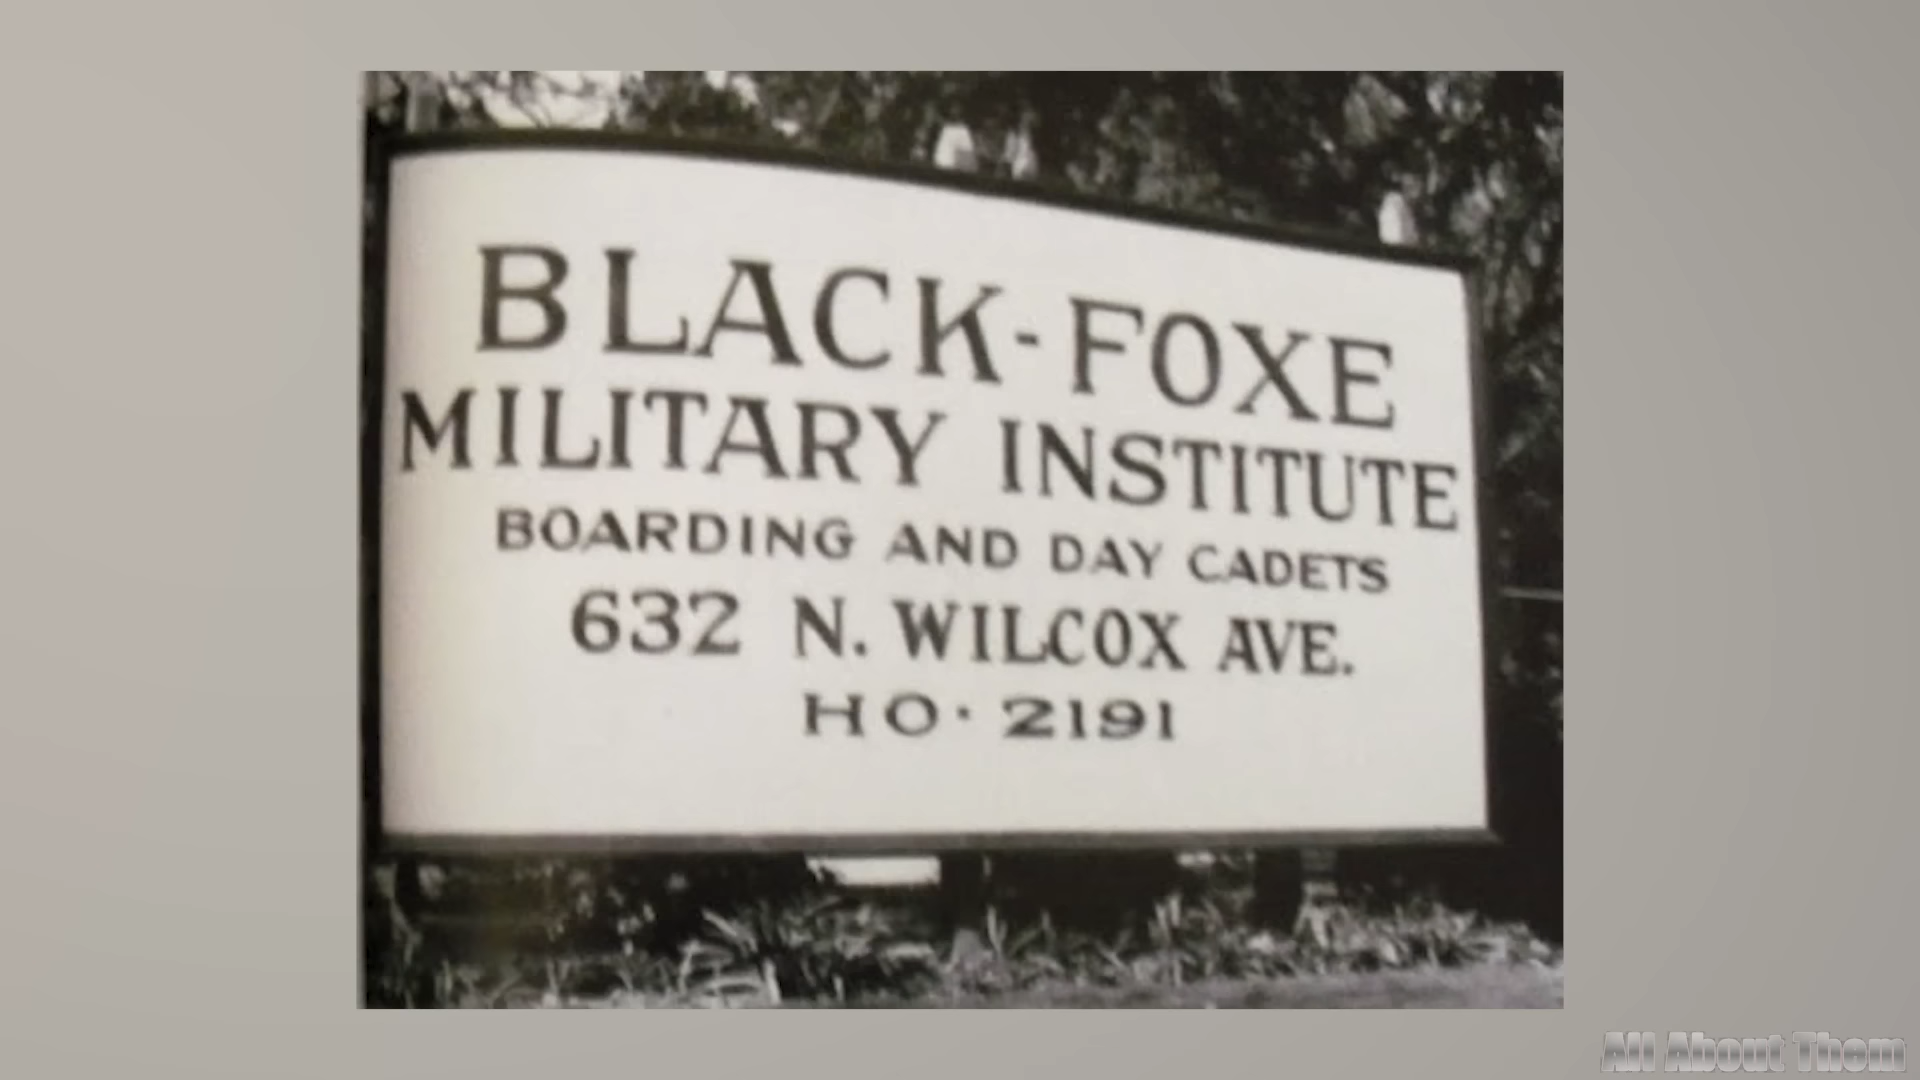 BLACK-FOXE
MILITARY INSTITUTE
BOARDING AND DAY CADETS
632 N. WILCOX AVE.
HO. 2191
All About Them